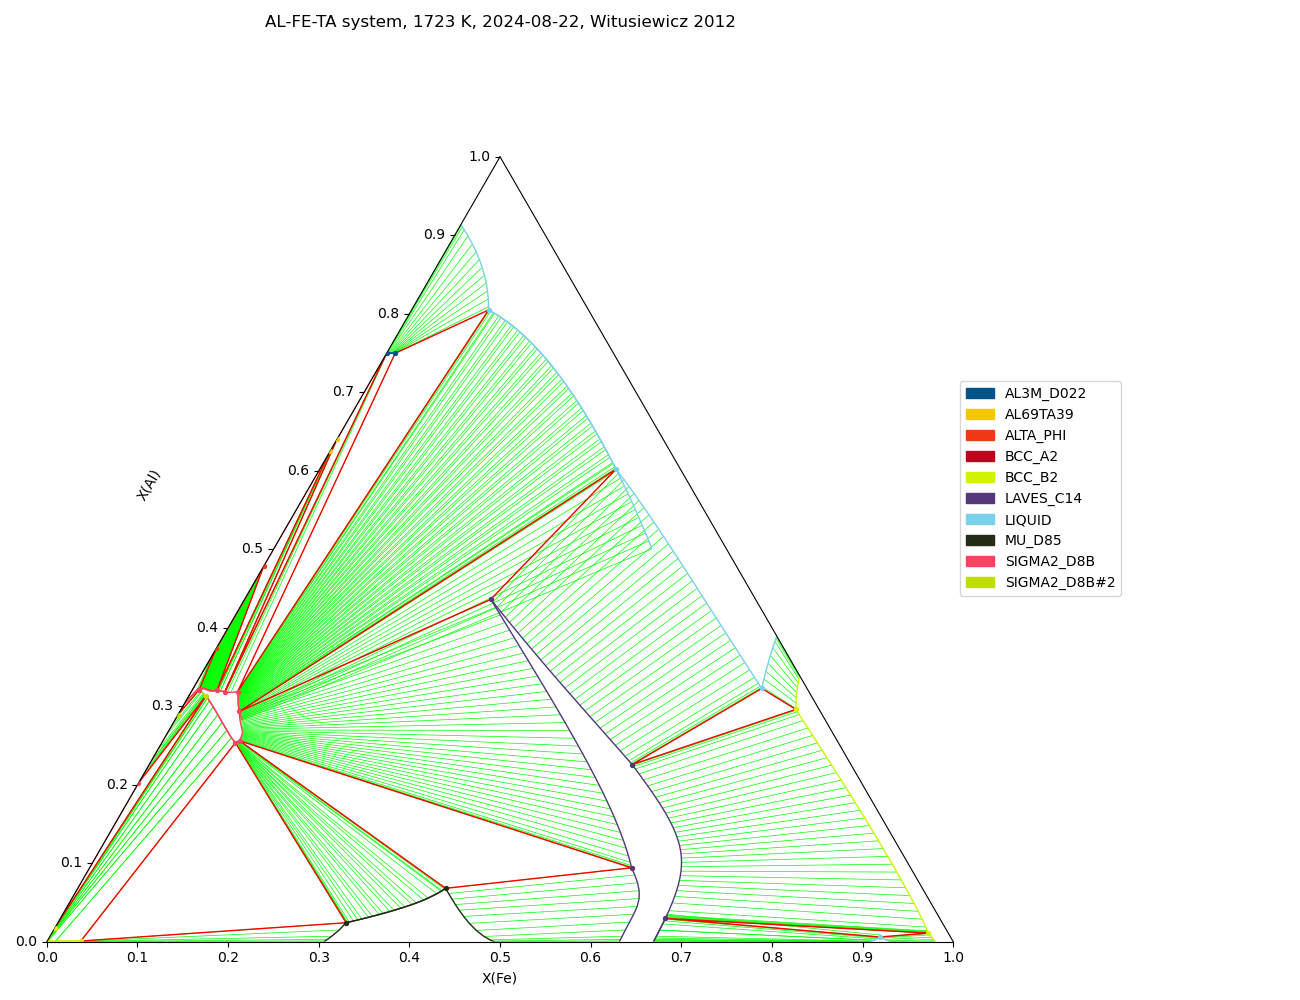 AL-FE-TA system, 1723 K, 2024-08-22, Witusiewicz 2012
1.0
0.9
0.8
0.7
0.6
0.5
0.4
0.3
0.2
0.1
0.0
X(Al)
0.0 0.1 0.2 0.3 0.4 0.5 0.6 0.7 0.8 0.9 1.0
X(Fe)
AL3M_D022
AL69TA39
ALTA_PHI
BCC_A2
BCC_B2
LAVES_C14
LIQUID
MU_D85
SIGMA2_D8B
SIGMA2_D8B#2